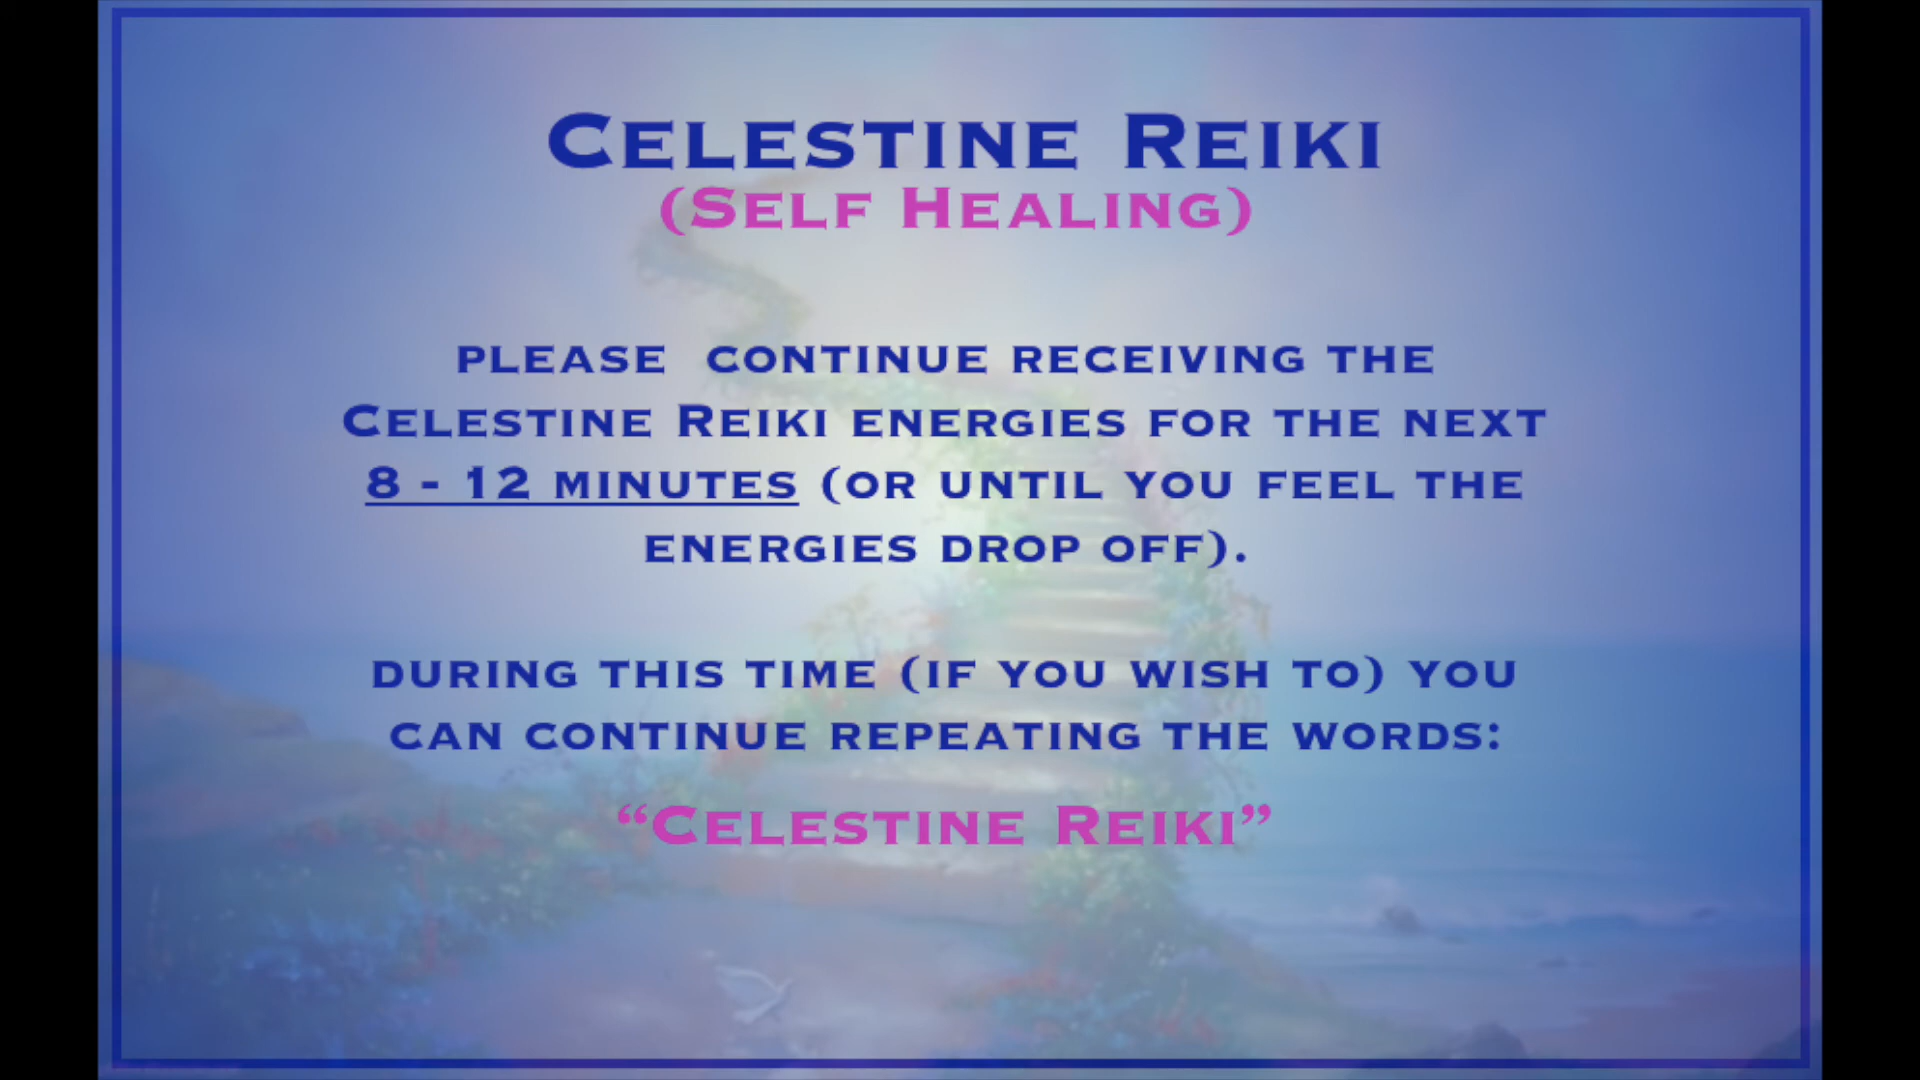 Celestine Reiki
(Self Healing)
please continue receiving the
Celestine Reiki energies for the next
8 - 12 minutes (or until you feel the
energies drop off).
during this time (if you wish to) you
can continue repeating the words:
“Celestine Reiki”